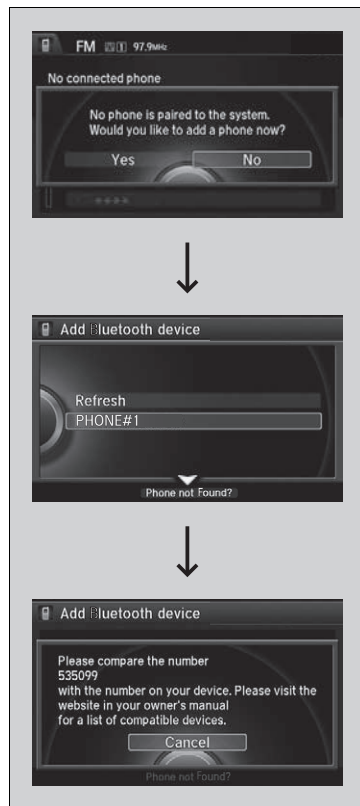 FM 97.9MHz
No connected phone
No phone is paired to the system.
Would you like to add a phone now?
Yes No
Add Bluetooth device
Refresh
PHONE#1
Phone not Found?
Add Bluetooth device
Please compare the number
535099
with the number on your device. Please visit the
website in your owner's manual
for a list of compatible devices.
Cancel
Phone not Found?